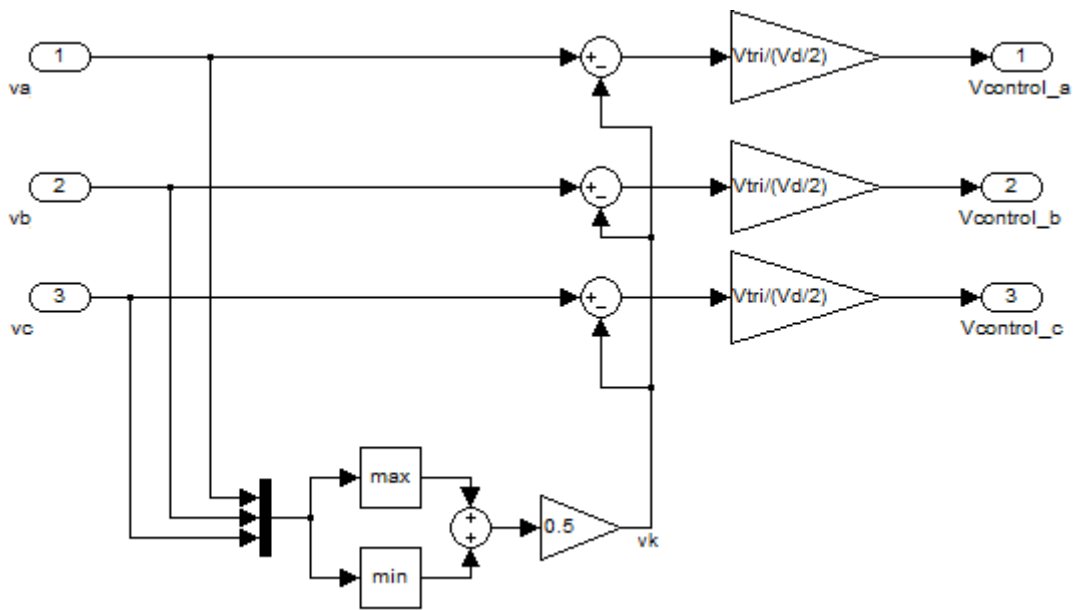 1
va
+
−
Vtri/(Vd/2)
1
Vcontrol_a
2
vb
+
−
Vtri/(Vd/2)
2
Vcontrol_b
3
vc
+
−
Vtri/(Vd/2)
3
Vcontrol_c
max
+
+
0.5
vk
min